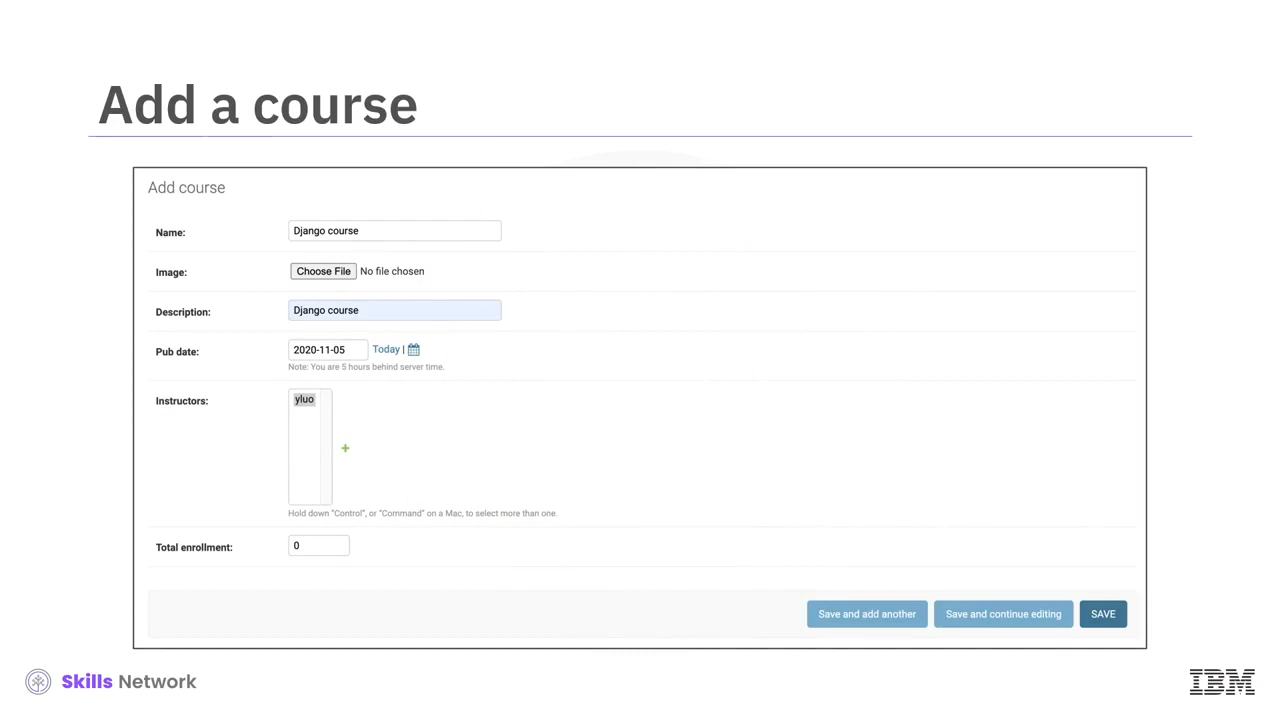 Add a course
Add course
Name: Django course
Image: Choose File No file chosen
Description: Django course
Pub date: 2020-11-05 Today |
Note: You are 5 hours behind server time.
Instructors: yluo
+
Hold down “Control”, or “Command” on a Mac, to select more than one.
Total enrollment: 0
Save and add another Save and continue editing SAVE
Skills Network IBM